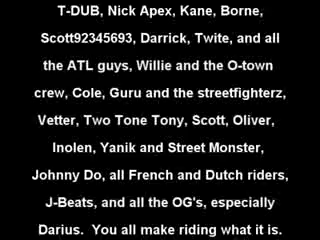 T-DUB, Nick Apex, Kane, Borne,
Scott92345693, Darrick, Twite, and all
the ATL guys, Willie and the O-town
crew, Cole, Guru and the streetfighterz,
Vetter, Two Tone Tony, Scott, Oliver,
Inolen, Yanik and Street Monster,
Johnny Do, all French and Dutch riders,
J-Beats, and all the OG's, especially
Darius.  You all make riding what it is.